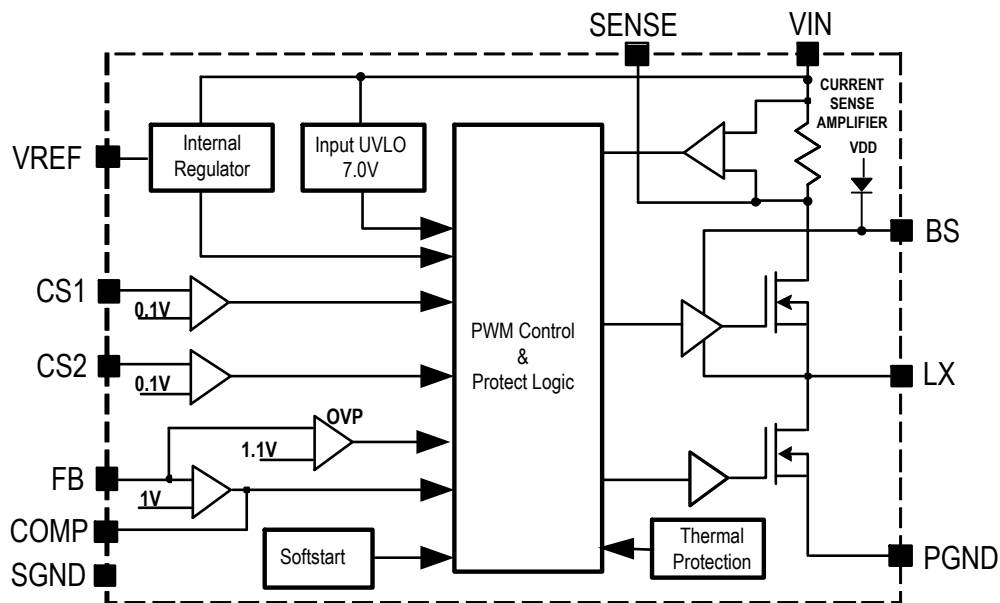 SENSE
VIN
CURRENT
SENSE
AMPLIFIER
VDD
VREF
Internal
Regulator
Input UVLO
7.0V
BS
CS1
0.1V
PWM Control
&
Protect Logic
CS2
0.1V
LX
OVP
1.1V
FB
1V
COMP
Softstart
Thermal
Protection
SGND
PGND